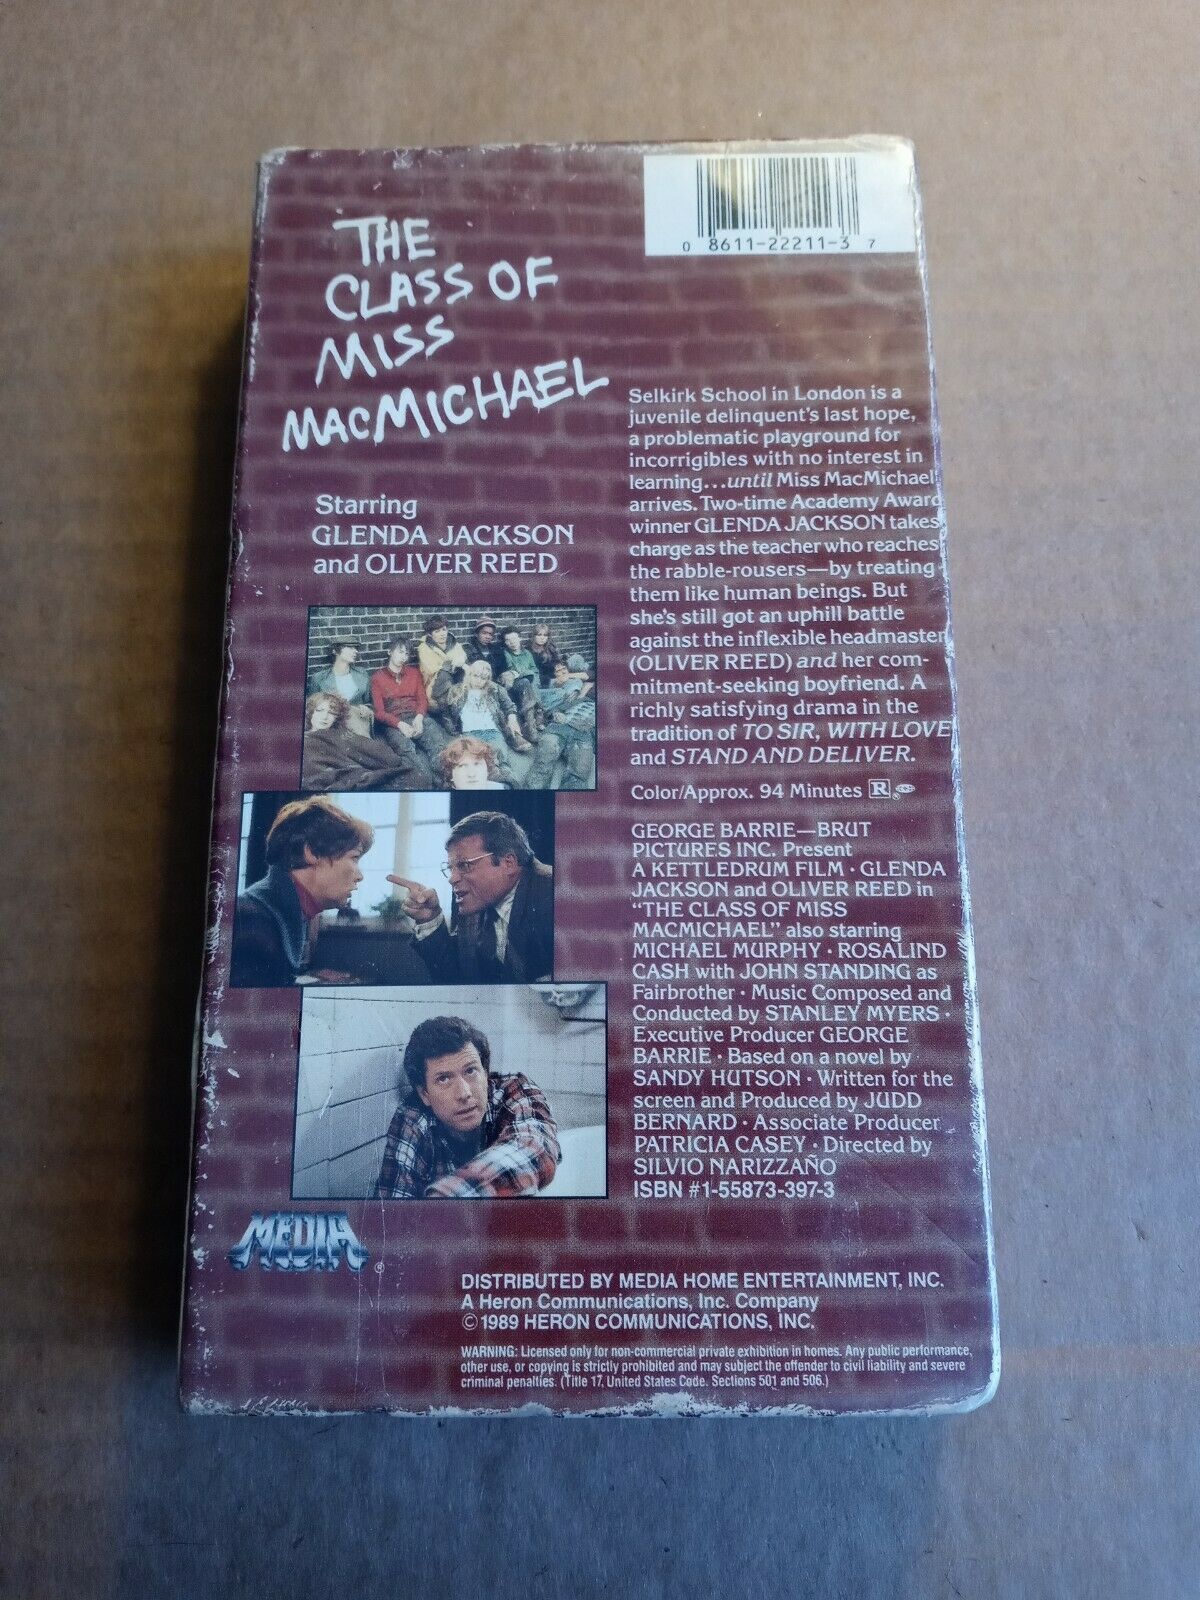 0 8611-22211-3 7
THE
CLASS OF
MISS
MACMICHAEL
Starring
GLENDA JACKSON
and OLIVER REED
Selkirk School in London is a
juvenile delinquent's last hope,
a problematic playground for
incorrigibles with no interest in
learning...until Miss MacMichael
arrives. Two-time Academy Award
winner GLENDA JACKSON takes
charge as the teacher who reaches
the rabble-rousers—by treating
them like human beings. But
she's still got an uphill battle
against the inflexible headmaster
(OLIVER REED) and her com-
mitment-seeking boyfriend. A
richly satisfying drama in the
tradition of TO SIR, WITH LOVE
and STAND AND DELIVER.
Color/Approx. 94 Minutes R
GEORGE BARRIE—BRUT
PICTURES INC. Present
A KETTLEDRUM FILM · GLENDA
JACKSON and OLIVER REED in
"THE CLASS OF MISS
MACMICHAEL" also starring
MICHAEL MURPHY · ROSALIND
CASH with JOHN STANDING as
Fairbrother · Music Composed and
Conducted by STANLEY MYERS ·
Executive Producer GEORGE
BARRIE · Based on a novel by
SANDY HUTSON · Written for the
screen and Produced by JUDD
BERNARD · Associate Producer
PATRICIA CASEY · Directed by
SILVIO NARIZZAÑO
ISBN #1-55873-397-3
MEDIA ®
DISTRIBUTED BY MEDIA HOME ENTERTAINMENT, INC.
A Heron Communications, Inc. Company
© 1989 HERON COMMUNICATIONS, INC.
WARNING: Licensed only for non-commercial private exhibition in homes. Any public performance,
other use, or copying is strictly prohibited and may subject the offender to civil liability and severe
criminal penalties. (Title 17, United States Code, Sections 501 and 506.)